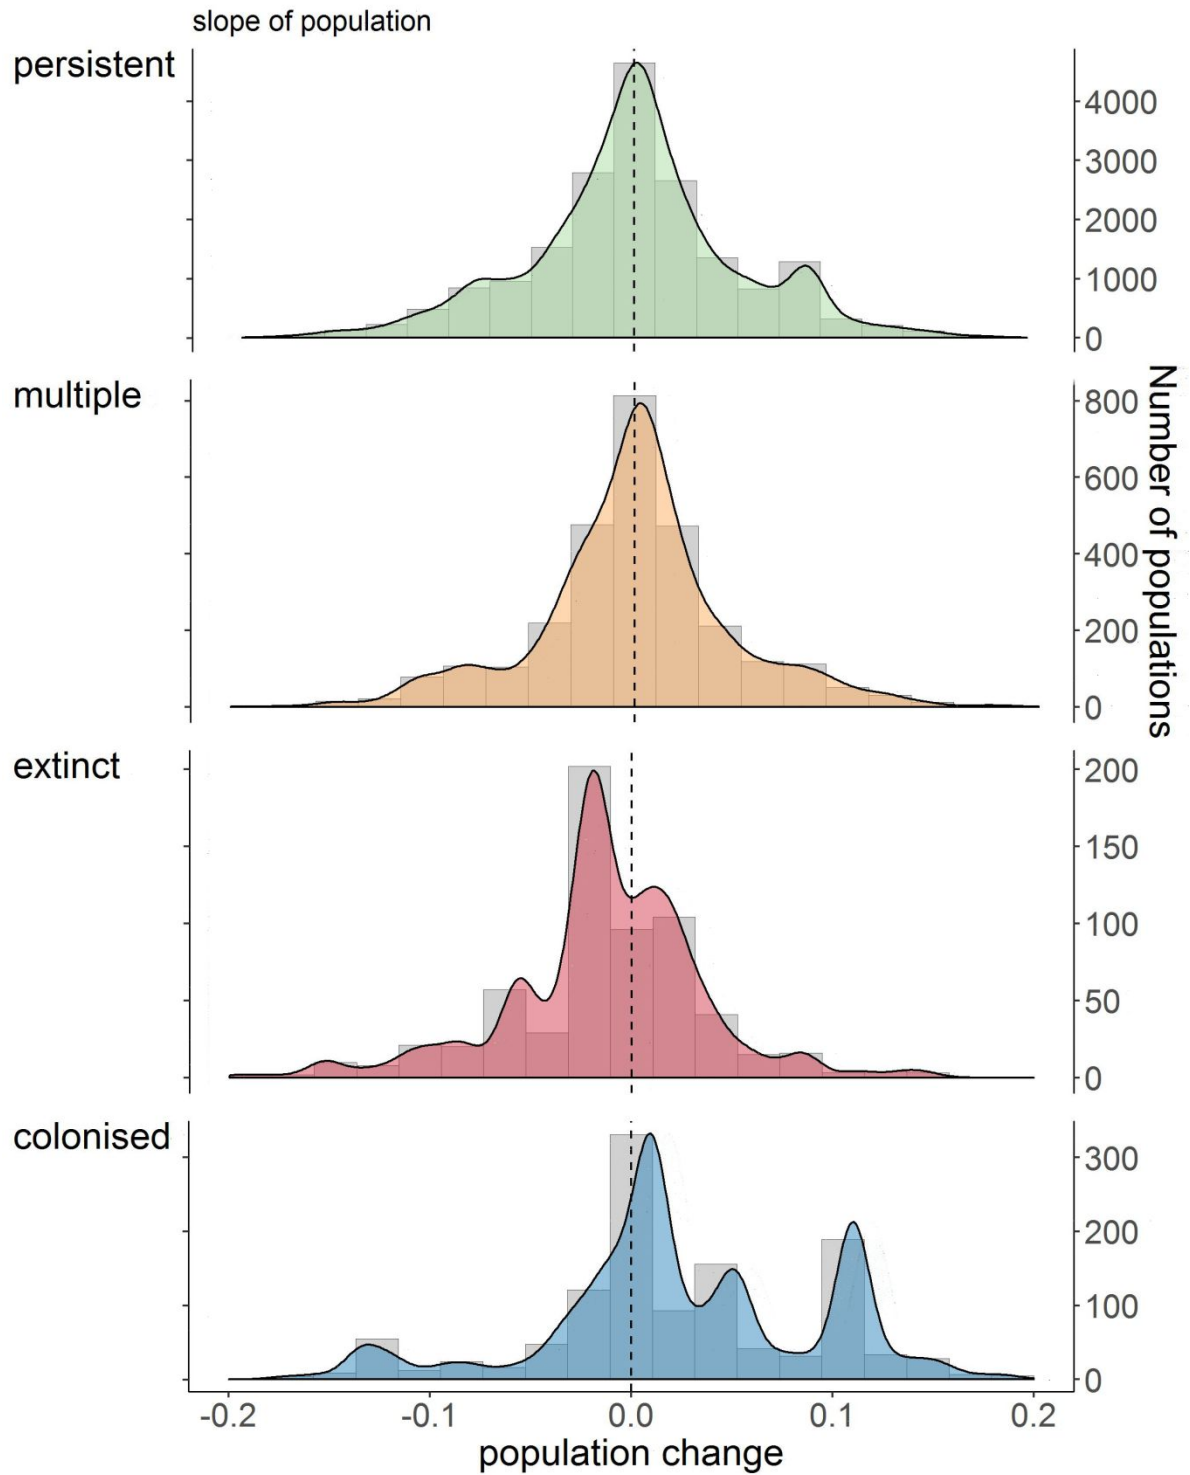 slope of population
persistent
4000
3000
2000
1000
0
multiple
800
600
400
200
0
Number of populations
extinct
200
150
100
50
0
colonised
300
200
100
0
-0.2 -0.1 0.0 0.1 0.2
population change